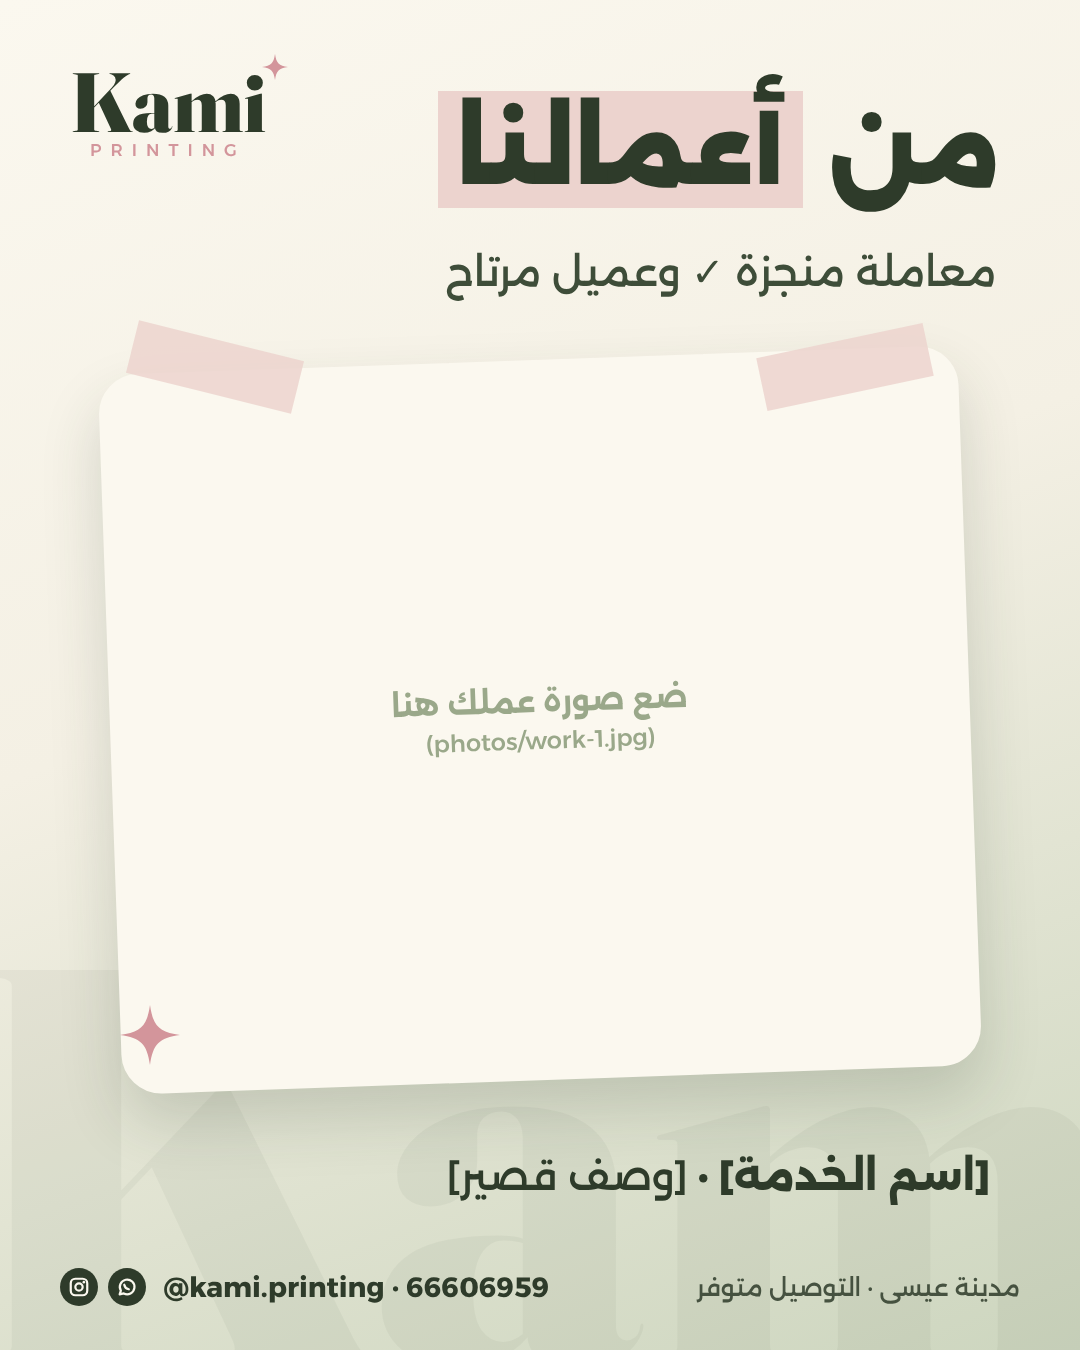 Kami
PRINTING
من أعمالنا
معاملة منجزة ✓ وعميل مرتاح
ضع صورة عملك هنا
(photos/work-1.jpg)
[اسم الخدمة] · [وصف قصير]
@kami.printing · 66606959
مدينة عيسى · التوصيل متوفر
Kam